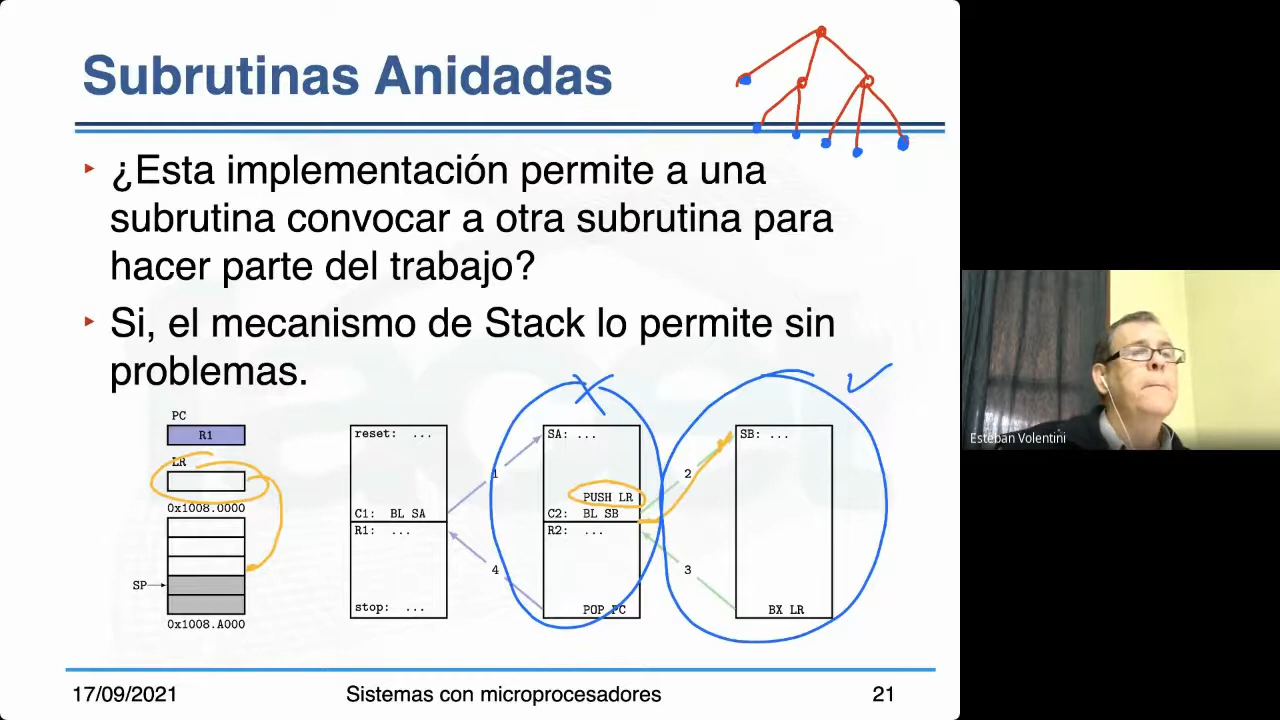 Subrutinas Anidadas
¿Esta implementación permite a una
subrutina convocar a otra subrutina para
hacer parte del trabajo?
Si, el mecanismo de Stack lo permite sin
problemas.
PC
R1
LR
0x1008.0000
SP
0x1008.A000
reset: ...
C1: BL SA
R1: ...
stop: ...
1
4
SA: ...
PUSH LR
C2: BL SB
R2: ...
POP PC
2
3
SB: ...
BX LR
Esteban Volentini
17/09/2021
Sistemas con microprocesadores
21